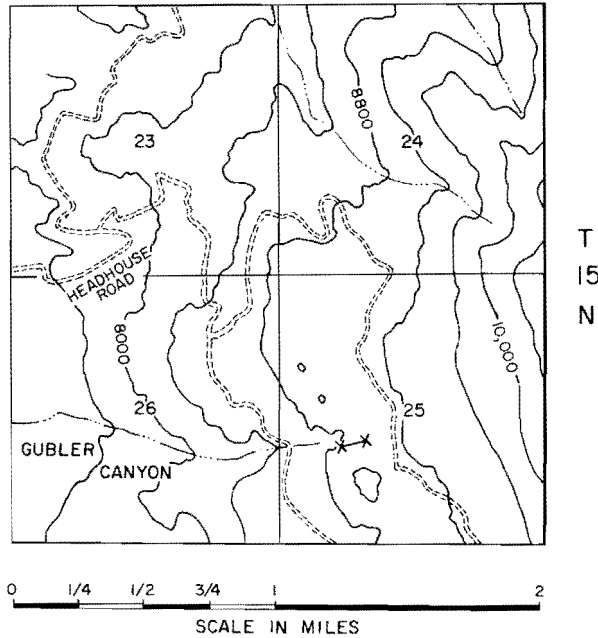 23
8800
24
T
15
N
HEADHOUSE
ROAD
8000
10,000
26
25
GUBLER
CANYON
0 1/4 1/2 3/4 1 2
SCALE IN MILES